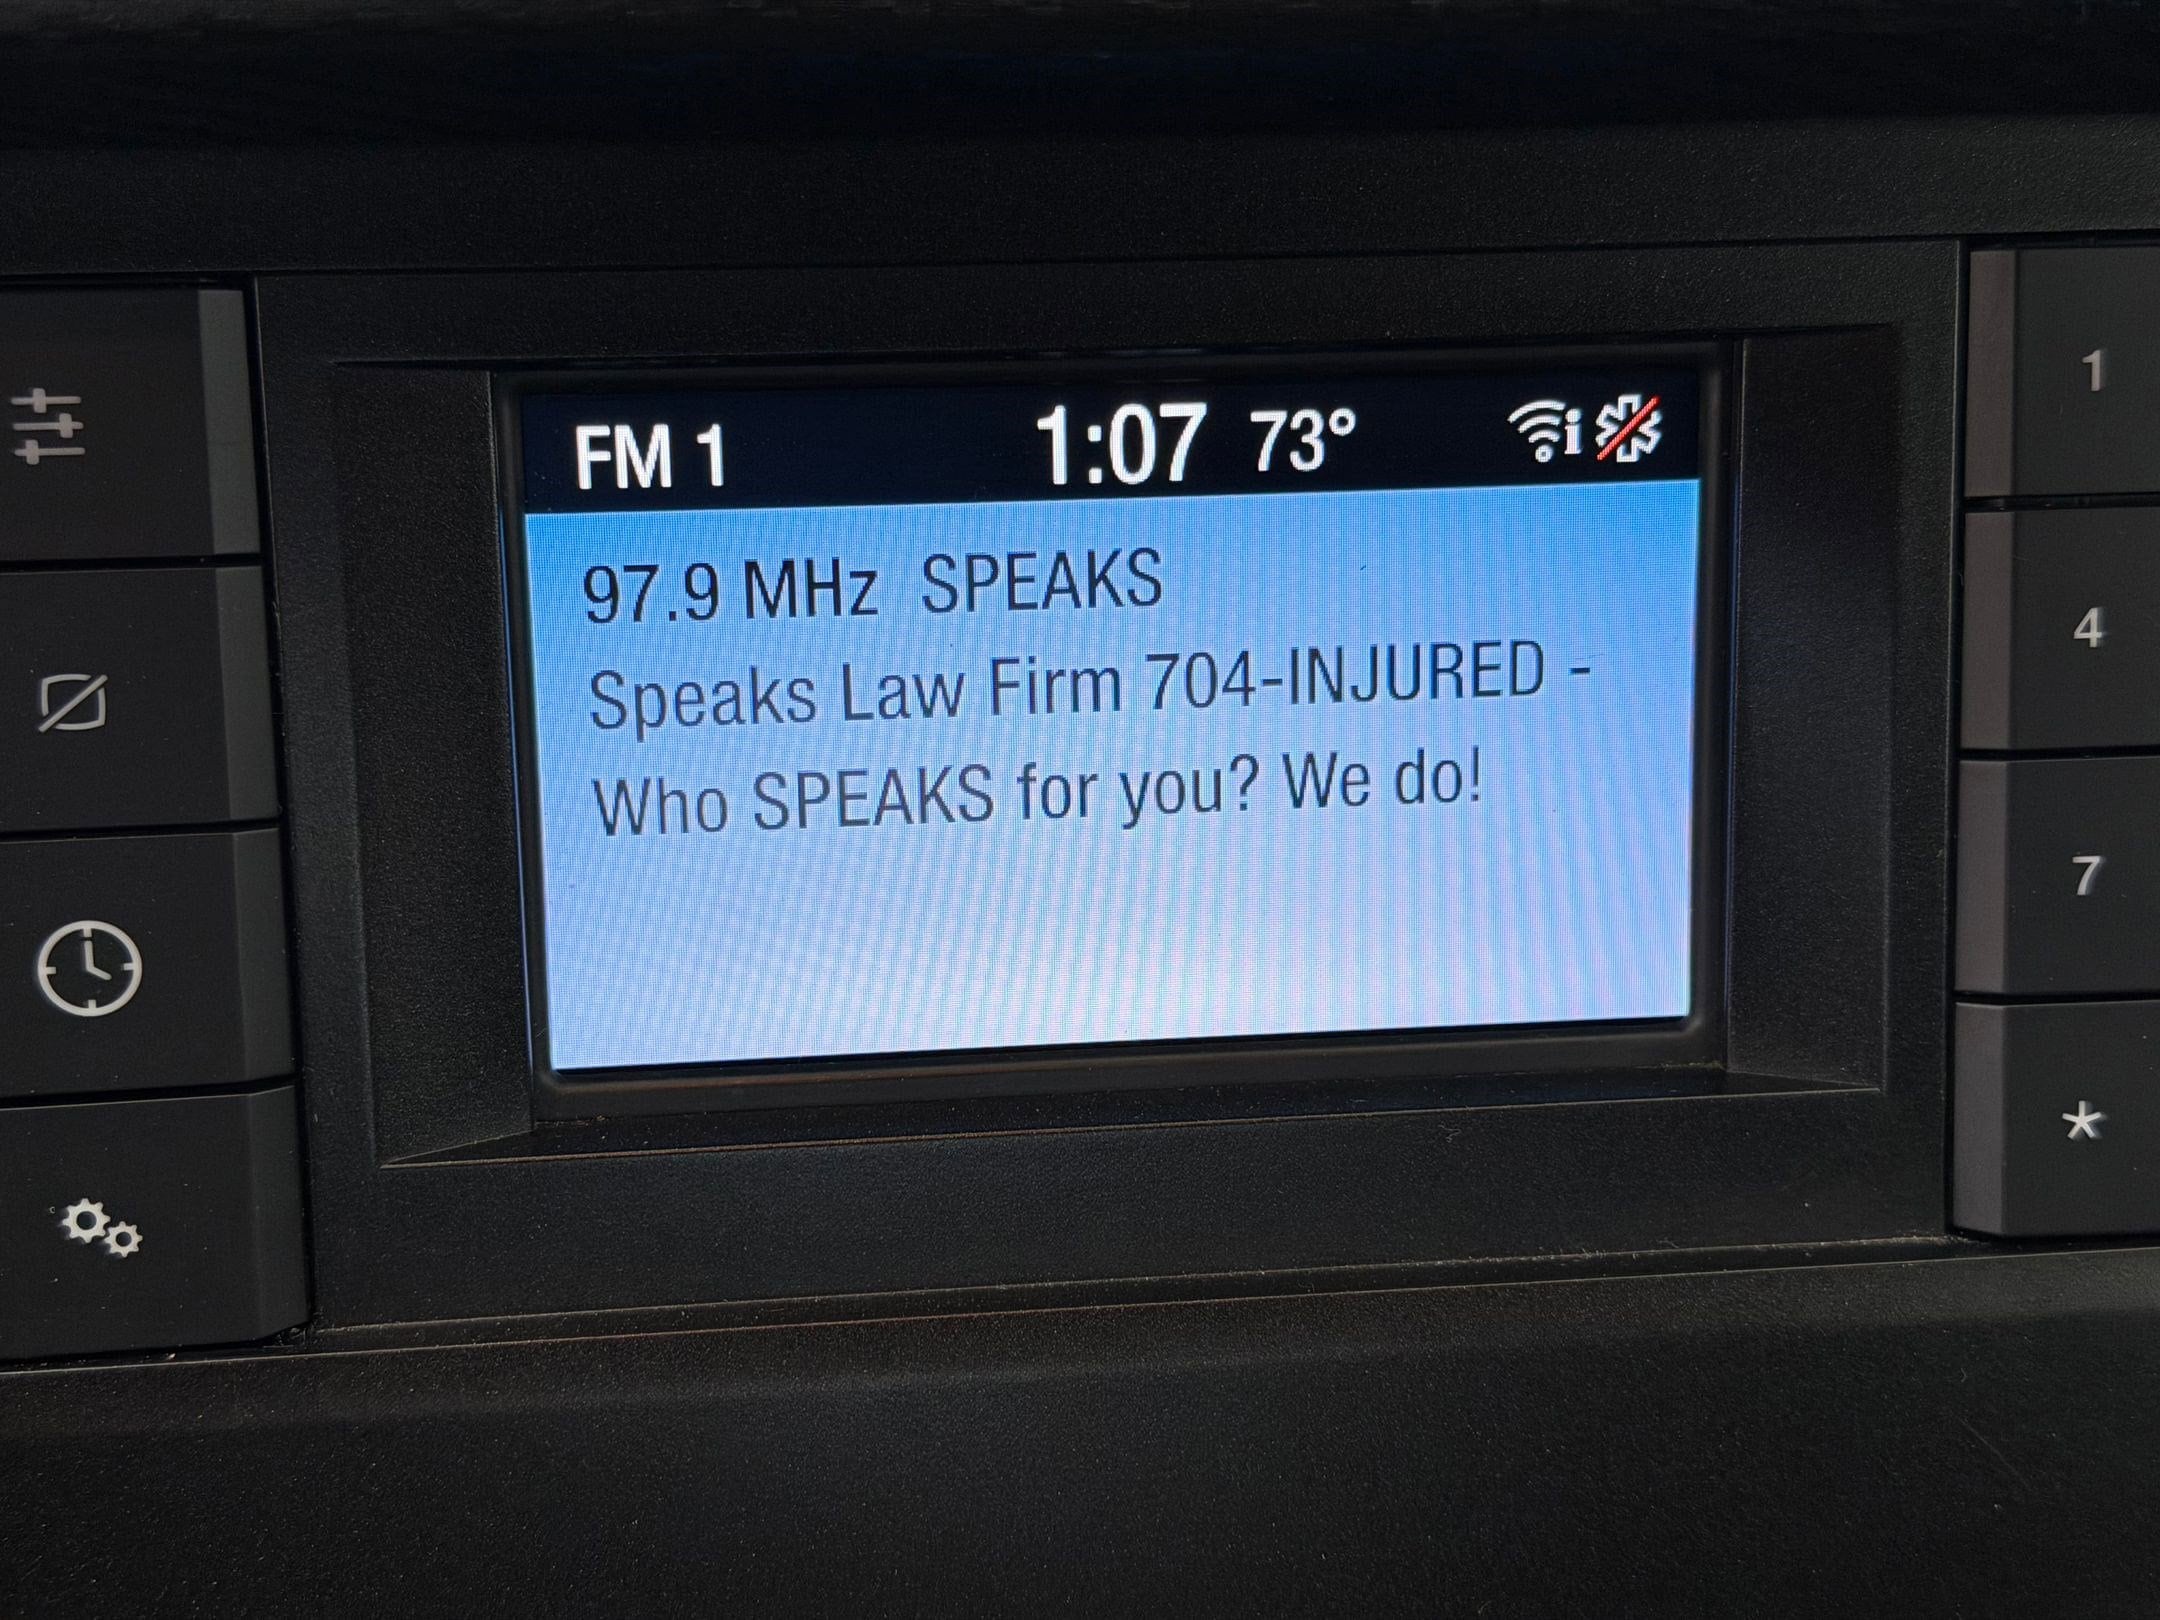 FM 1 1:07 73° i
97.9 MHz SPEAKS
Speaks Law Firm 704-INJURED -
Who SPEAKS for you? We do!
1
4
7
*